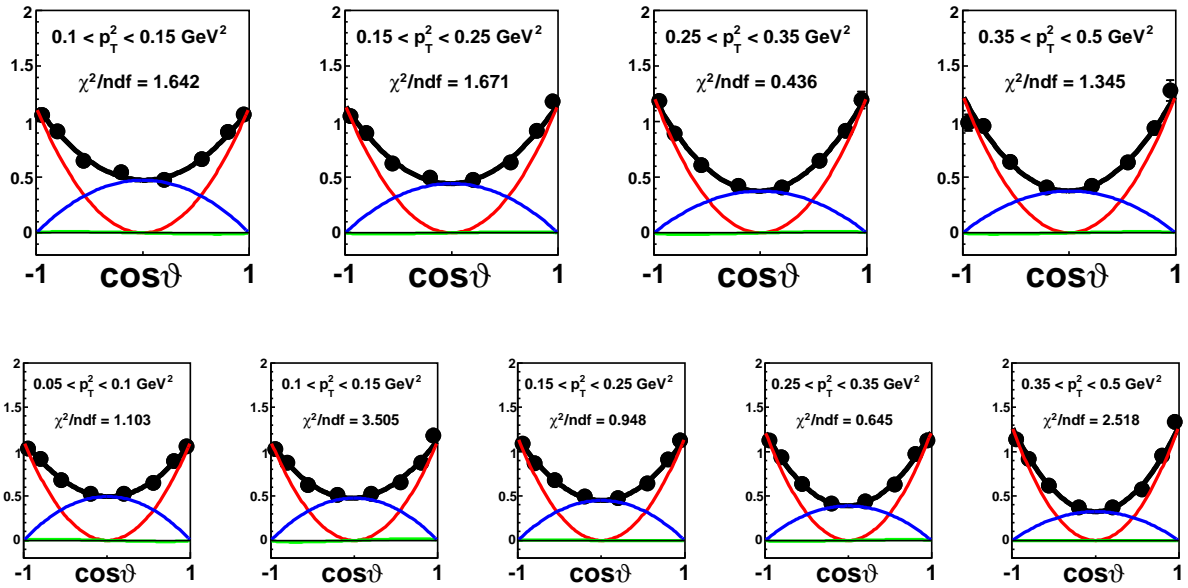 2
1.5
1
0.5
0
0.1 < p_T^2 < 0.15 GeV^2
χ^2/ndf = 1.642
-1 cosϑ 1
2
1.5
1
0.5
0
0.15 < p_T^2 < 0.25 GeV^2
χ^2/ndf = 1.671
-1 cosϑ 1
2
1.5
1
0.5
0
0.25 < p_T^2 < 0.35 GeV^2
χ^2/ndf = 0.436
-1 cosϑ 1
2
1.5
1
0.5
0
0.35 < p_T^2 < 0.5 GeV^2
χ^2/ndf = 1.345
-1 cosϑ 1
2
1.5
1
0.5
0
0.05 < p_T^2 < 0.1 GeV^2
χ^2/ndf = 1.103
-1 cosϑ 1
2
1.5
1
0.5
0
0.1 < p_T^2 < 0.15 GeV^2
χ^2/ndf = 3.505
-1 cosϑ 1
2
1.5
1
0.5
0
0.15 < p_T^2 < 0.25 GeV^2
χ^2/ndf = 0.948
-1 cosϑ 1
2
1.5
1
0.5
0
0.25 < p_T^2 < 0.35 GeV^2
χ^2/ndf = 0.645
-1 cosϑ 1
2
1.5
1
0.5
0
0.35 < p_T^2 < 0.5 GeV^2
χ^2/ndf = 2.518
-1 cosϑ 1